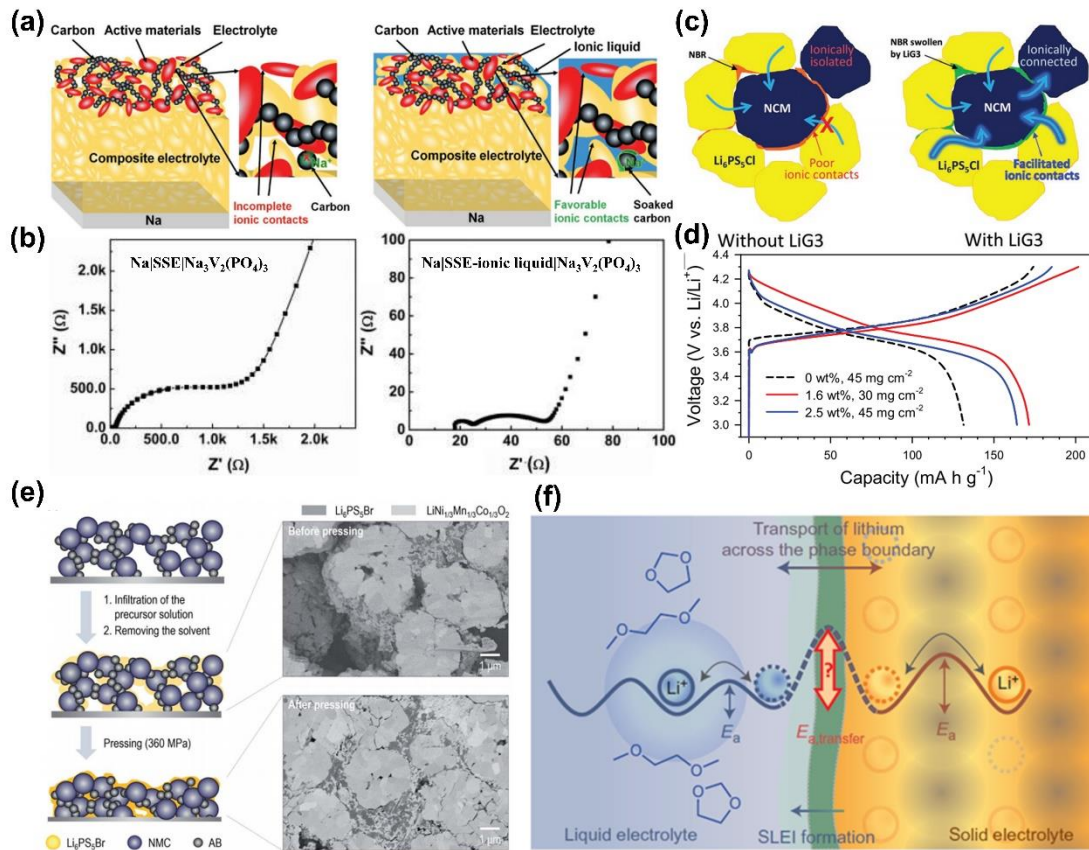 (a)
Carbon Active materials Electrolyte
Composite electrolyte
Na
Na⁺
Incomplete
ionic contacts
Carbon
Carbon Active materials Electrolyte
Ionic liquid
Composite electrolyte
Na
Favorable
ionic contacts
Soaked
carbon
(b)
Na|SSE|Na₃V₂(PO₄)₃
Z'' (Ω)
2.0k
1.5k
1.0k
500.0
0
0 500.0 1.0k 1.5k 2.0k
Z' (Ω)
Na|SSE-ionic liquid|Na₃V₂(PO₄)₃
Z'' (Ω)
100
80
60
40
20
0
0 20 40 60 80 100
Z' (Ω)
(c)
NBR
Ionically
isolated
NCM
Li₆PS₅Cl
X
Poor
ionic contacts
NBR swollen
by LiG3
Ionically
connected
NCM
Li₆PS₅Cl
Facilitated
ionic contacts
(d)
Without LiG3 With LiG3
Voltage (V vs. Li/Li⁺)
4.4
4.2
4.0
3.8
3.6
3.4
3.2
3.0
0 wt%, 45 mg cm⁻²
1.6 wt%, 30 mg cm⁻²
2.5 wt%, 45 mg cm⁻²
0 50 100 150 200
Capacity (mA h g⁻¹)
(e)
1. Infiltration of the
precursor solution
2. Removing the solvent
Pressing (360 MPa)
Li₆PS₅Br NMC AB
Li₆PS₅Br LiNi₁/₃Mn₁/₃Co₁/₃O₂
Before pressing
1 μm
After pressing
1 μm
(f)
Transport of lithium
across the phase boundary
O O
O
O
Li⁺
?
Li⁺
Eₐ
Eₐ,transfer
Eₐ
O
O
O O
Liquid electrolyte
SLEI formation
Solid electrolyte